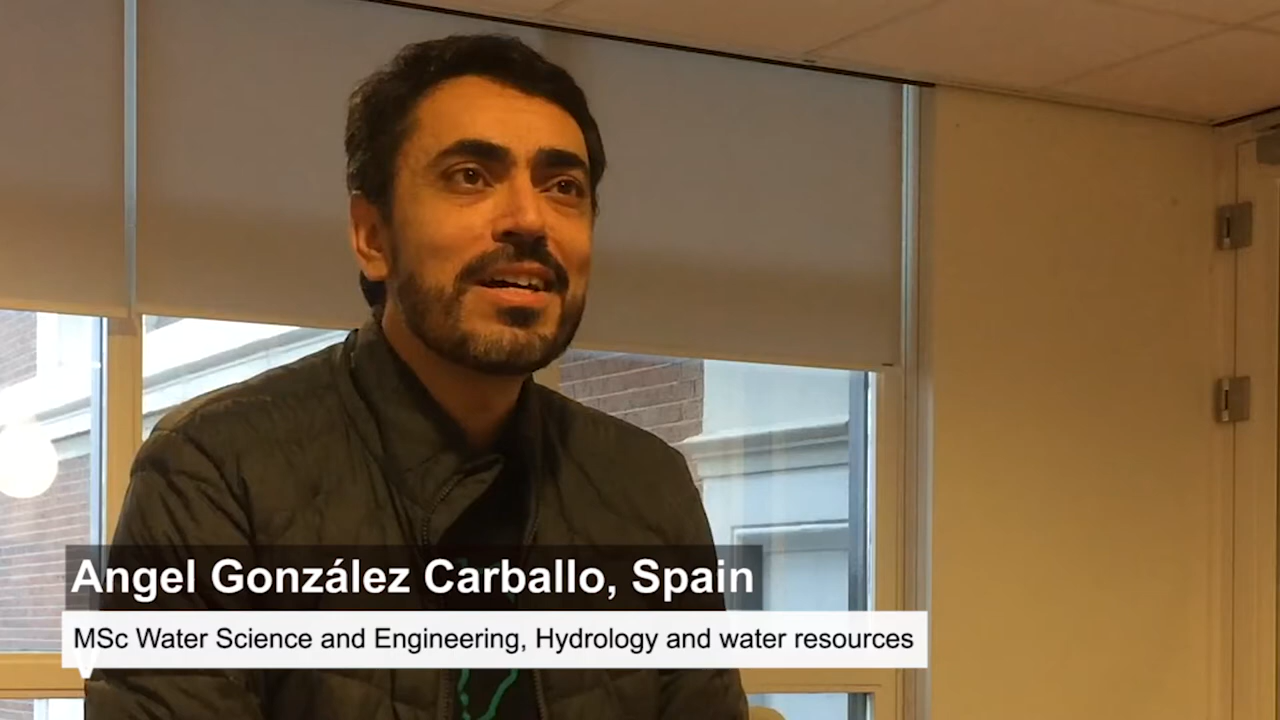 Angel González Carballo, Spain
MSc Water Science and Engineering, Hydrology and water resources